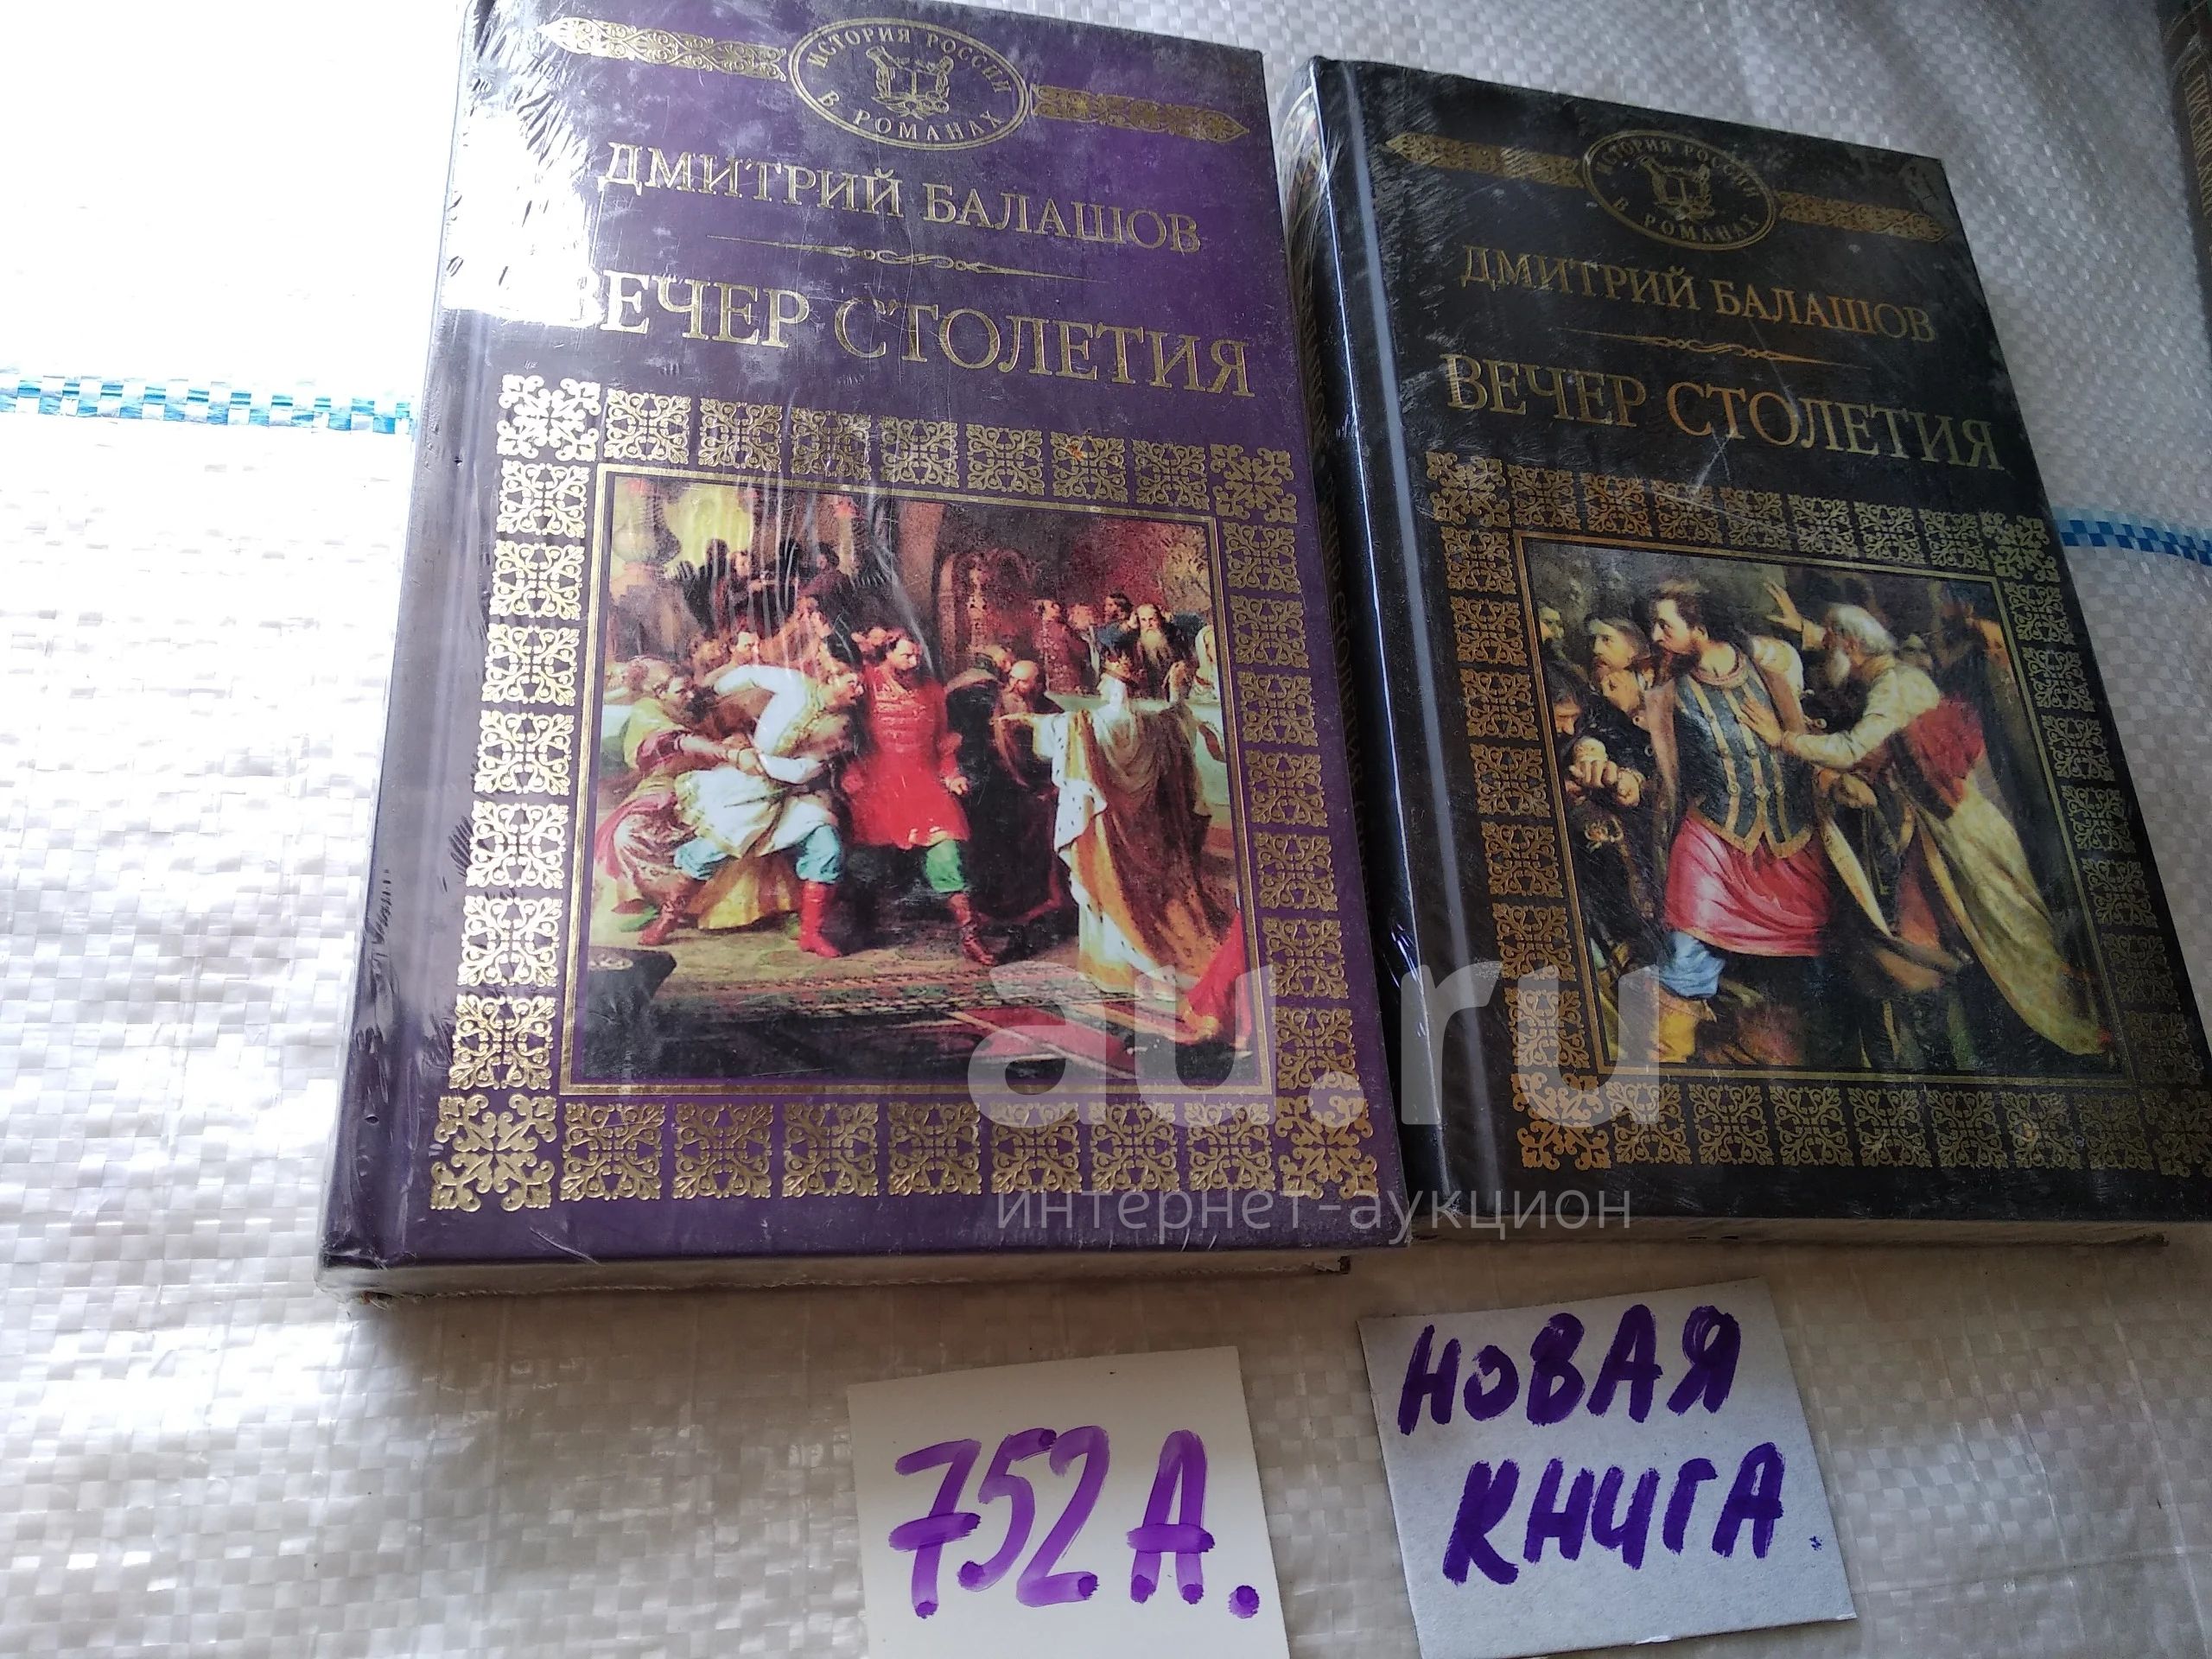 ИСТОРИЯ РОССИИ
В РОМАНАХ
ДМИТРИЙ БАЛАШОВ
ВЕЧЕР СТОЛЕТИЯ
ИСТОРИЯ РОССИИ
В РОМАНАХ
ДМИТРИЙ БАЛАШОВ
ВЕЧЕР СТОЛЕТИЯ
au.ru
интернет-аукцион
752А.
НОВАЯ
КНИГА.